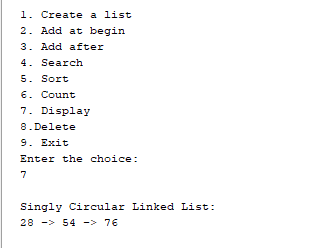 1. Create a list
2. Add at begin
3. Add after
4. Search
5. Sort
6. Count
7. Display
8.Delete
9. Exit
Enter the choice:
7
Singly Circular Linked List:
28 -> 54 -> 76